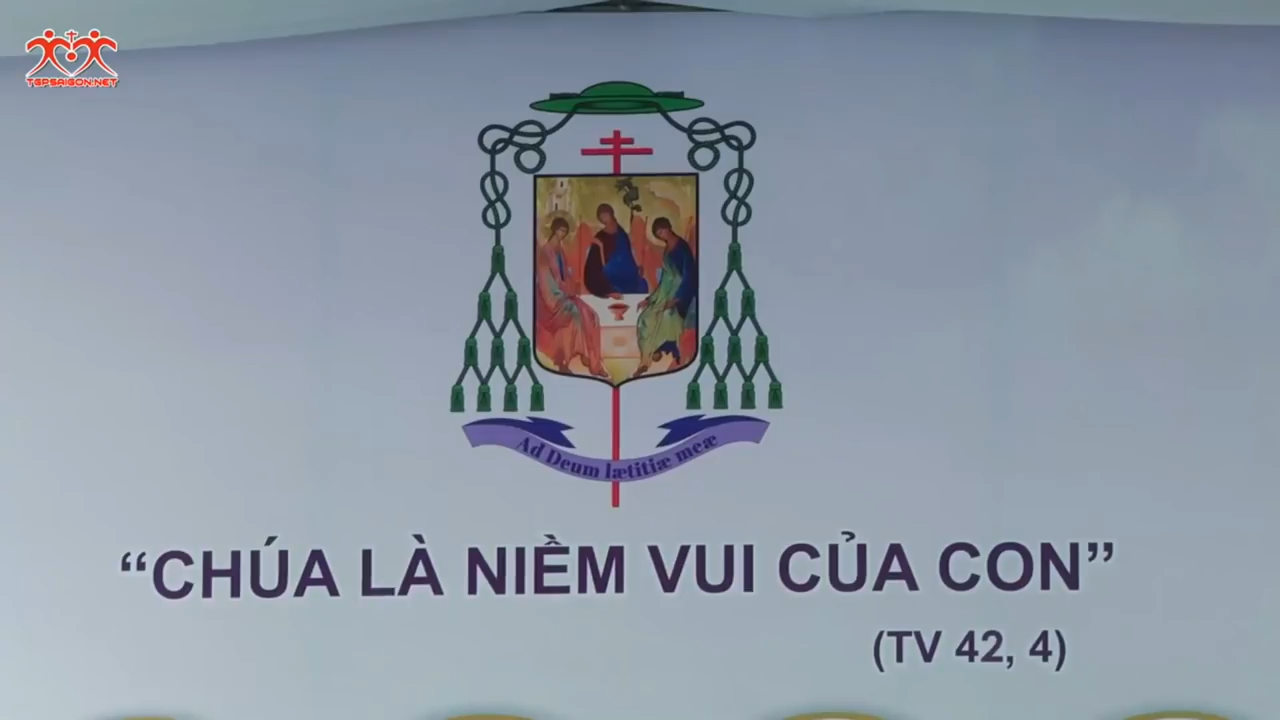 TGPSAIGON.NET
Ad Deum lætitiæ meæ
“CHÚA LÀ NIỀM VUI CỦA CON”
(TV 42, 4)